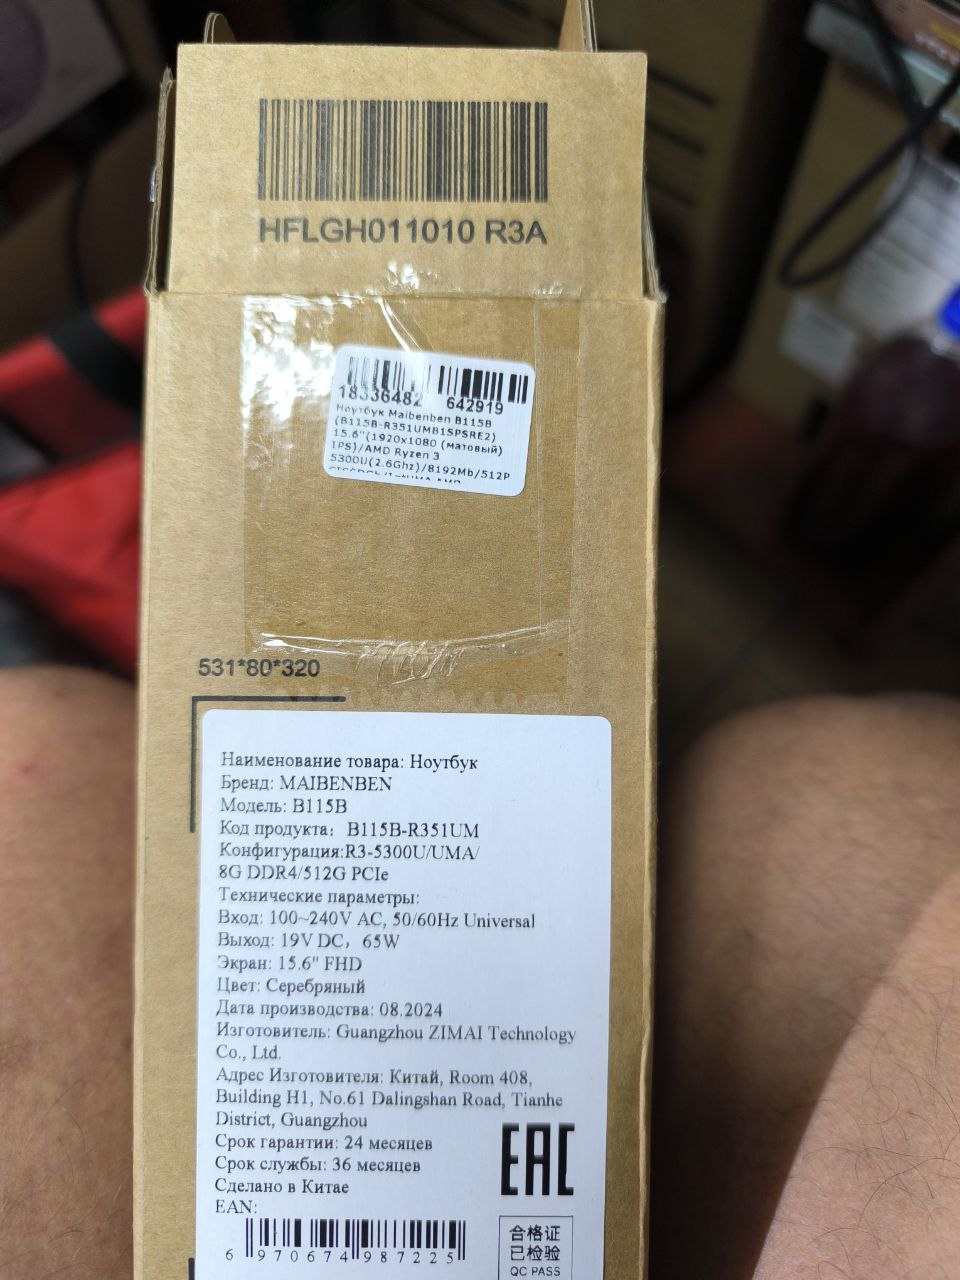 HFLGH011010 R3A
18336482 642919
Ноутбук Maibenben B115B
(B115B-R351UMB1SPSRE2)
15.6"(1920x1080 (матовый)
IPS)/AMD Ryzen 3
5300U(2.6Ghz)/8192Mb/512P
531*80*320
Наименование товара: Ноутбук
Бренд: MAIBENBEN
Модель: B115B
Код продукта: B115B-R351UM
Конфигурация:R3-5300U/UMA/
8G DDR4/512G PCIe
Технические параметры:
Вход: 100~240V AC, 50/60Hz Universal
Выход: 19V DC, 65W
Экран: 15.6" FHD
Цвет: Серебряный
Дата производства: 08.2024
Изготовитель: Guangzhou ZIMAI Technology
Co., Ltd.
Адрес Изготовителя: Китай, Room 408,
Building H1, No.61 Dalingshan Road, Tianhe
District, Guangzhou
Срок гарантии: 24 месяцев
Срок службы: 36 месяцев
Сделано в Китае
EAC
EAN:
6 970674 987225
合格证
已检验
QC PASS